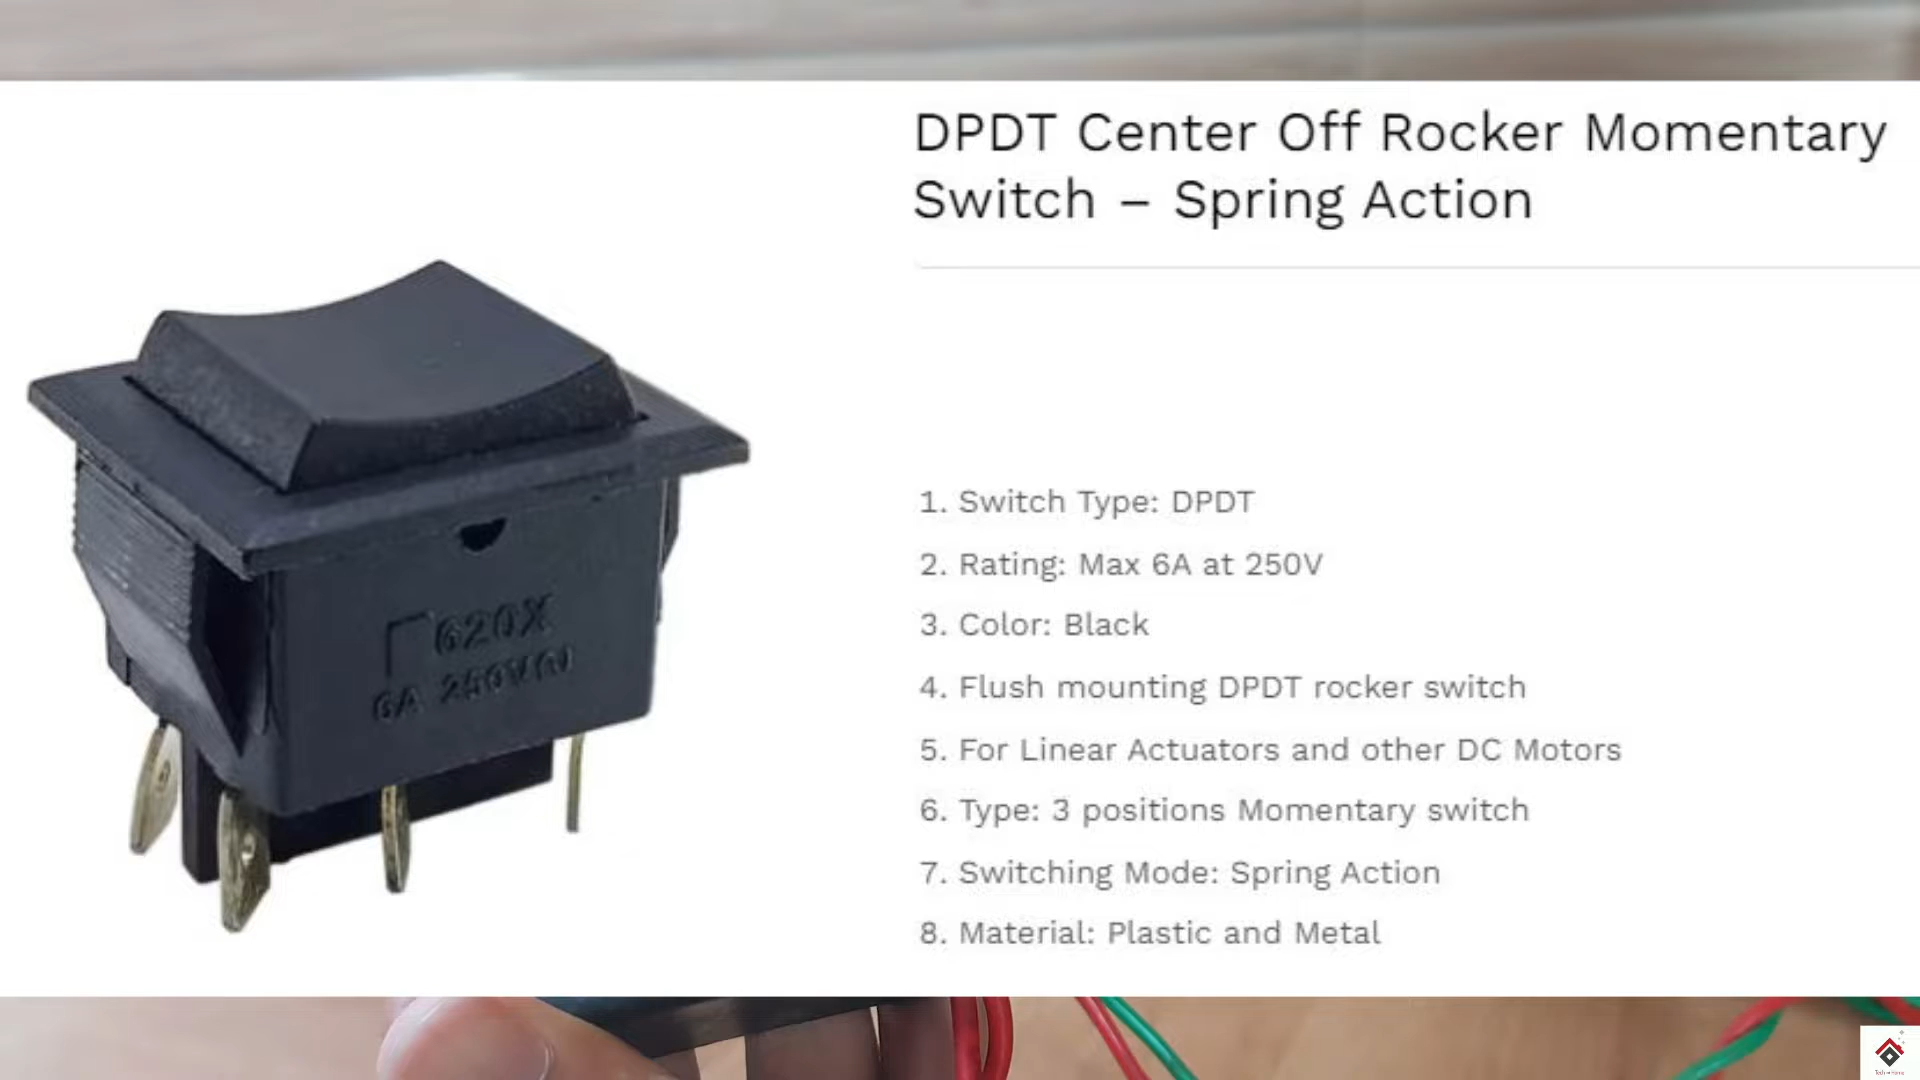 DPDT Center Off Rocker Momentary
Switch – Spring Action
620X
6A 250V(~)
1. Switch Type: DPDT
2. Rating: Max 6A at 250V
3. Color: Black
4. Flush mounting DPDT rocker switch
5. For Linear Actuators and other DC Motors
6. Type: 3 positions Momentary switch
7. Switching Mode: Spring Action
8. Material: Plastic and Metal